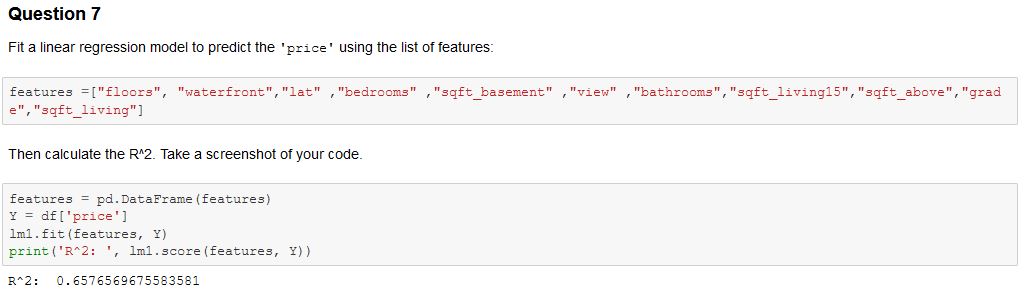 Question 7
Fit a linear regression model to predict the 'price' using the list of features:
features =["floors", "waterfront","lat" ,"bedrooms" ,"sqft_basement" ,"view" ,"bathrooms","sqft_living15","sqft_above","grad
e","sqft_living"]
Then calculate the R^2. Take a screenshot of your code.
features = pd.DataFrame(features)
Y = df['price']
lm1.fit(features, Y)
print('R^2: ', lm1.score(features, Y))
R^2:  0.6576569675583581